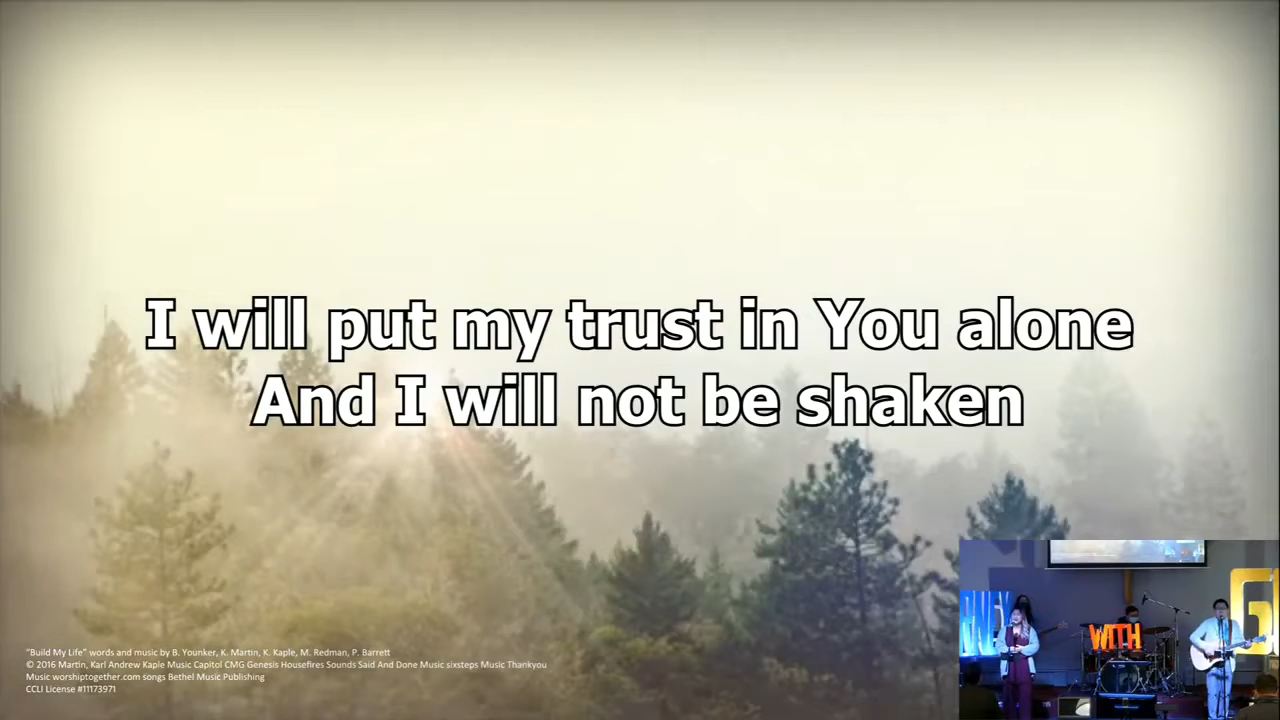 I will put my trust in You alone
And I will not be shaken
"Build My Life" words and music by B. Younker, K. Martin, K. Kaple, M. Redman, P. Barrett
© 2016 Martin, Karl Andrew Kaple Music Capitol CMG Genesis Housefires Sounds Said And Done Music sixsteps Music Thankyou
Music worshiptogether.com songs Bethel Music Publishing
CCLI License #11173971
WITH